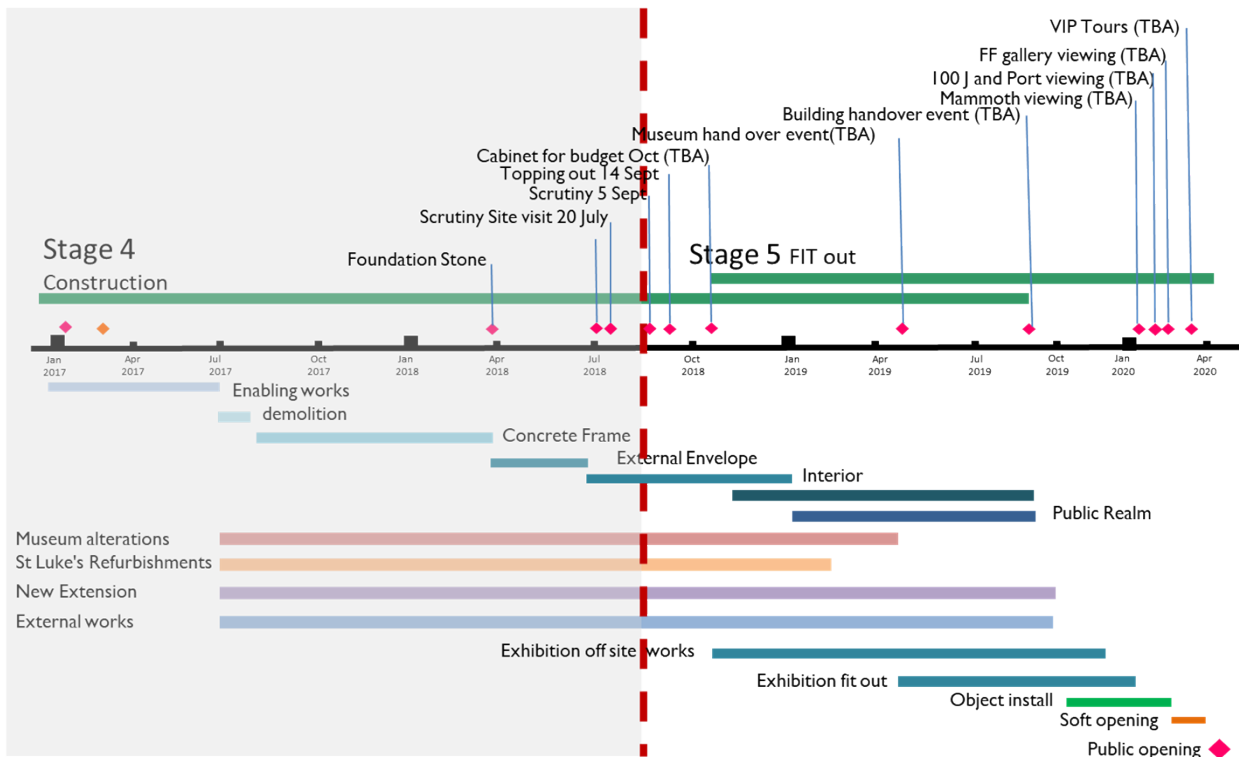 VIP Tours (TBA)
FF gallery viewing (TBA)
100 J and Port viewing (TBA)
Mammoth viewing (TBA)
Building handover event (TBA)
Museum hand over event(TBA)
Cabinet for budget Oct (TBA)
Topping out 14 Sept
Scrutiny 5 Sept
Scrutiny Site visit 20 July
Foundation Stone
Stage 4
Construction
Stage 5 FIT out
Jan 2017
Apr 2017
Jul 2017
Oct 2017
Jan 2018
Apr 2018
Jul 2018
Oct 2018
Jan 2019
Apr 2019
Jul 2019
Oct 2019
Jan 2020
Apr 2020
Enabling works
demolition
Concrete Frame
External Envelope
Interior
Public Realm
Museum alterations
St Luke's Refurbishments
New Extension
External works
Exhibition off site works
Exhibition fit out
Object install
Soft opening
Public opening